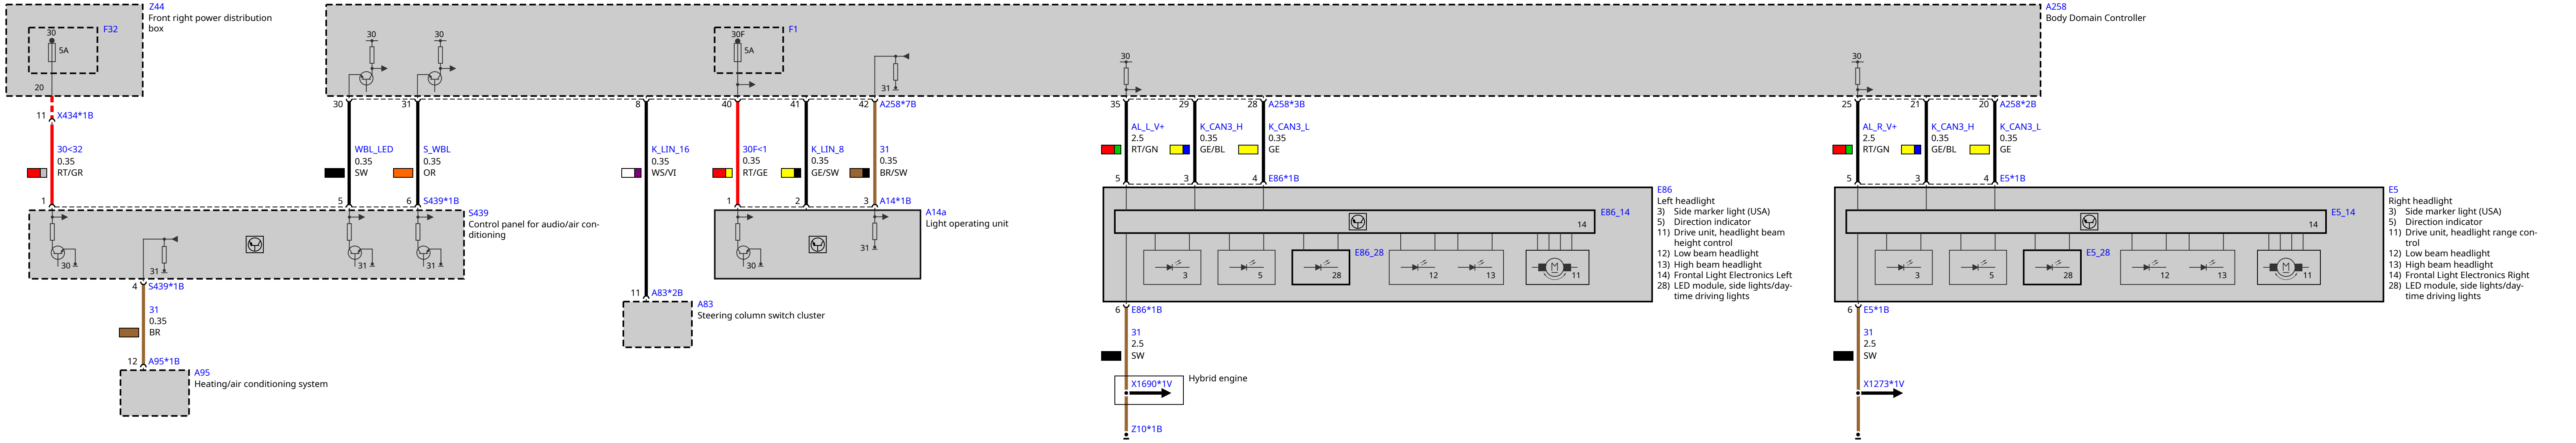 Z44
Front right power distribution
box
F32
30
5A
20
11
X434*1B
30<32
0.35
RT/GR
1
A258
Body Domain Controller
30
30
F1
30F
5A
31
30
30
30
31
8
40
41
42
A258*7B
35
29
28
A258*3B
25
21
20
A258*2B
WBL_LED
0.35
SW
S_WBL
0.35
OR
K_LIN_16
0.35
WS/VI
30F<1
0.35
RT/GE
K_LIN_8
0.35
GE/SW
31
0.35
BR/SW
AL_L_V+
2.5
RT/GN
K_CAN3_H
0.35
GE/BL
K_CAN3_L
0.35
GE
AL_R_V+
2.5
RT/GN
K_CAN3_H
0.35
GE/BL
K_CAN3_L
0.35
GE
5
6
S439*1B
S439
Control panel for audio/air con-
ditioning
30
31
31
31
4
S439*1B
31
0.35
BR
12
A95*1B
A95
Heating/air conditioning system
11
A83*2B
A83
Steering column switch cluster
1
2
3
A14*1B
A14a
Light operating unit
30
31
5
3
4
E86*1B
E86
Left headlight
3) Side marker light (USA)
5) Direction indicator
11) Drive unit, headlight beam
height control
12) Low beam headlight
13) High beam headlight
14) Frontal Light Electronics Left
28) LED module, side lights/day-
time driving lights
E86_14
14
E86_28
3
5
28
12
13
M
11
6
E86*1B
31
2.5
SW
X1690*1V
Hybrid engine
Z10*1B
5
3
4
E5*1B
E5
Right headlight
3) Side marker light (USA)
5) Direction indicator
11) Drive unit, headlight range con-
trol
12) Low beam headlight
13) High beam headlight
14) Frontal Light Electronics Right
28) LED module, side lights/day-
time driving lights
E5_14
14
E5_28
3
5
28
12
13
M
11
6
E5*1B
31
2.5
SW
X1273*1V